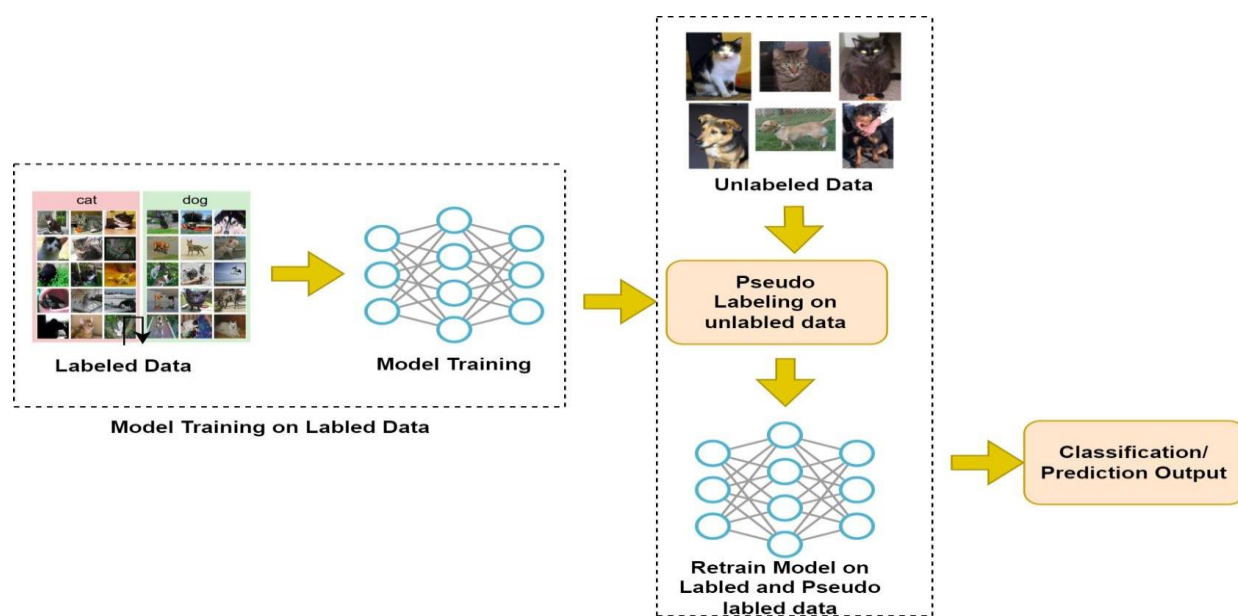 cat
dog
Labeled Data
Model Training
Model Training on Labled Data
Unlabeled Data
Pseudo
Labeling on
unlabled data
Retrain Model on
Labled and Pseudo
labled data
Classification/
Prediction Output